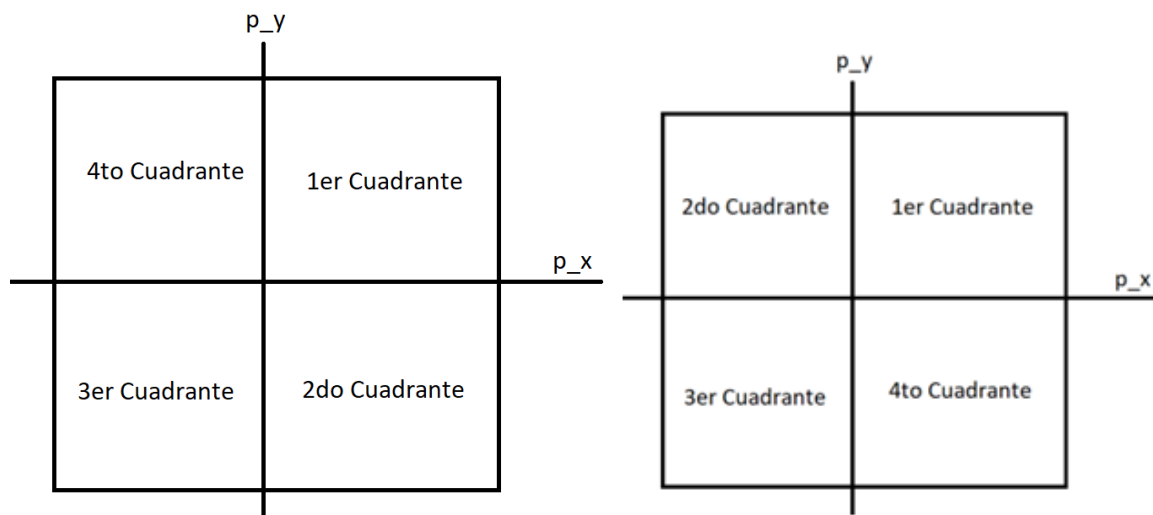 p_y
4to Cuadrante
1er Cuadrante
p_x
3er Cuadrante
2do Cuadrante
p_y
2do Cuadrante
1er Cuadrante
p_x
3er Cuadrante
4to Cuadrante